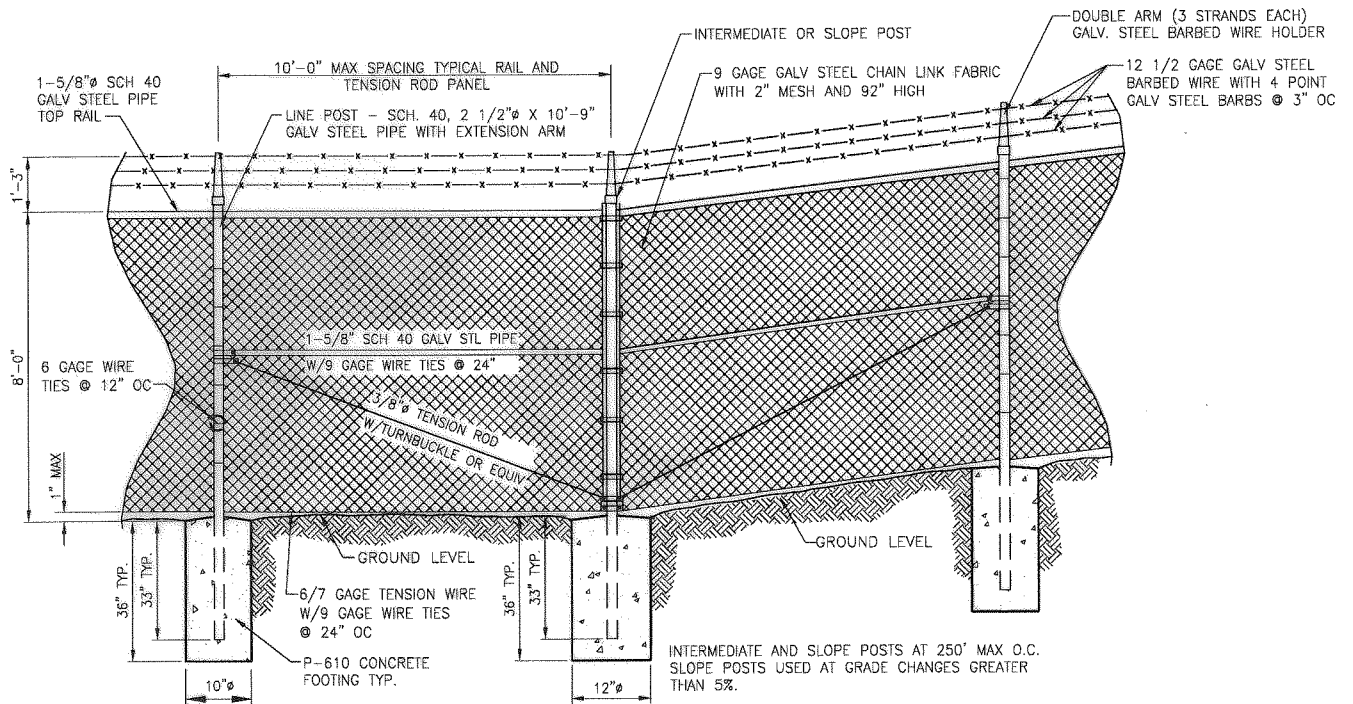 DOUBLE ARM (3 STRANDS EACH)
GALV. STEEL BARBED WIRE HOLDER
INTERMEDIATE OR SLOPE POST
12 1/2 GAGE GALV STEEL
BARBED WIRE WITH 4 POINT
GALV STEEL BARBS @ 3" OC
10'-0" MAX SPACING TYPICAL RAIL AND
TENSION ROD PANEL
9 GAGE GALV STEEL CHAIN LINK FABRIC
WITH 2" MESH AND 92" HIGH
1-5/8"ø SCH 40
GALV STEEL PIPE
TOP RAIL
LINE POST - SCH. 40, 2 1/2"ø X 10'-9"
GALV STEEL PIPE WITH EXTENSION ARM
1'-3"
8'-0"
1" MAX
6 GAGE WIRE
TIES @ 12" OC
1-5/8" SCH 40 GALV STL PIPE
W/9 GAGE WIRE TIES @ 24"
3/8"ø TENSION ROD
W/TURNBUCKLE OR EQUIV
GROUND LEVEL
GROUND LEVEL
36" TYP.
33" TYP.
36" TYP.
33" TYP.
6/7 GAGE TENSION WIRE
W/9 GAGE WIRE TIES
@ 24" OC
P-610 CONCRETE
FOOTING TYP.
10"ø
12"ø
INTERMEDIATE AND SLOPE POSTS AT 250' MAX O.C.
SLOPE POSTS USED AT GRADE CHANGES GREATER
THAN 5%.